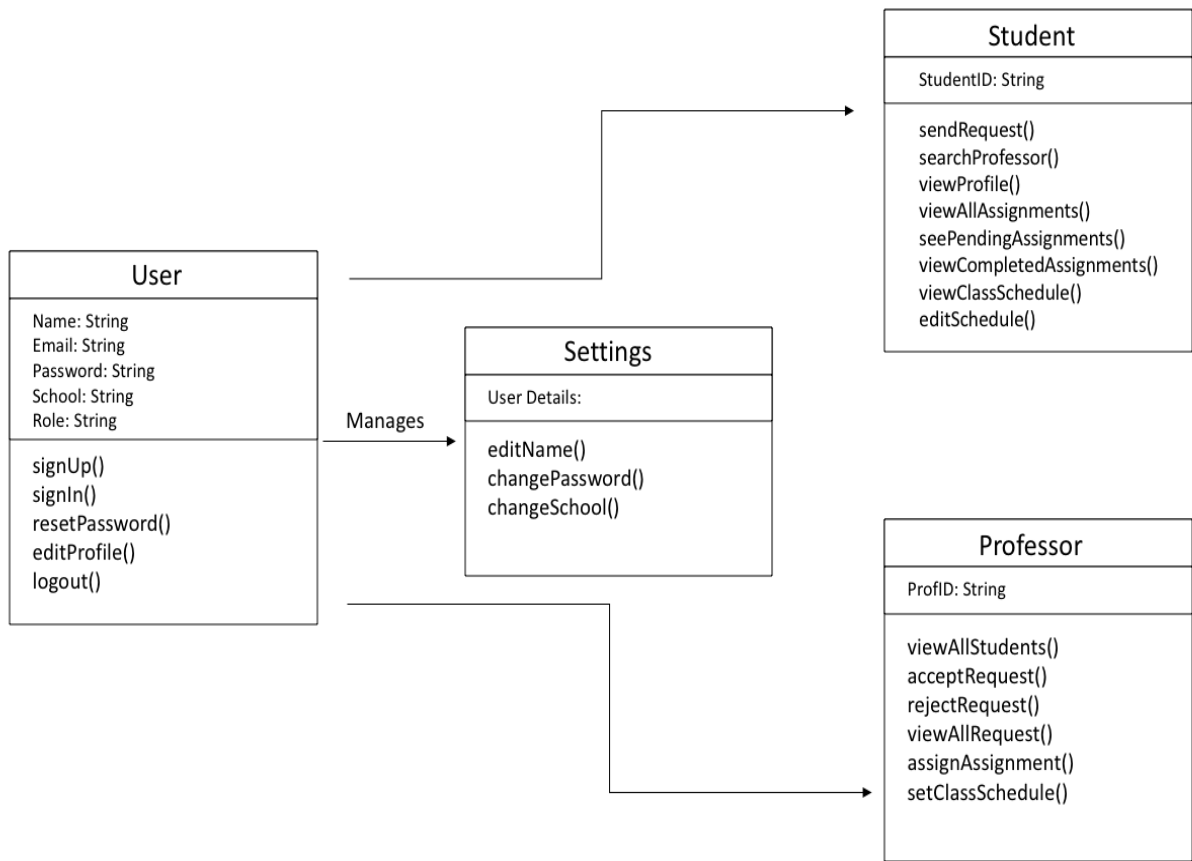 User
Name: String
Email: String
Password: String
School: String
Role: String
signUp()
signIn()
resetPassword()
editProfile()
logout()
Manages
Settings
User Details:
editName()
changePassword()
changeSchool()
Student
StudentID: String
sendRequest()
searchProfessor()
viewProfile()
viewAllAssignments()
seePendingAssignments()
viewCompletedAssignments()
viewClassSchedule()
editSchedule()
Professor
ProfID: String
viewAllStudents()
acceptRequest()
rejectRequest()
viewAllRequest()
assignAssignment()
setClassSchedule()